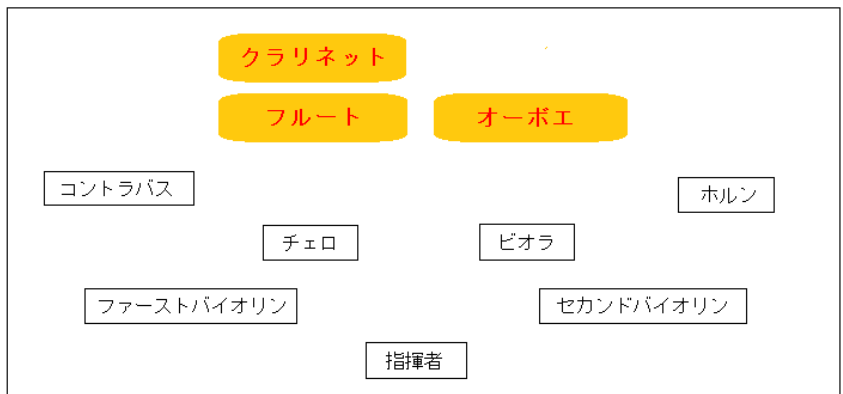 クラリネット
フルート
オーボエ
コントラバス
ホルン
チェロ
ビオラ
ファーストバイオリン
セカンドバイオリン
指揮者